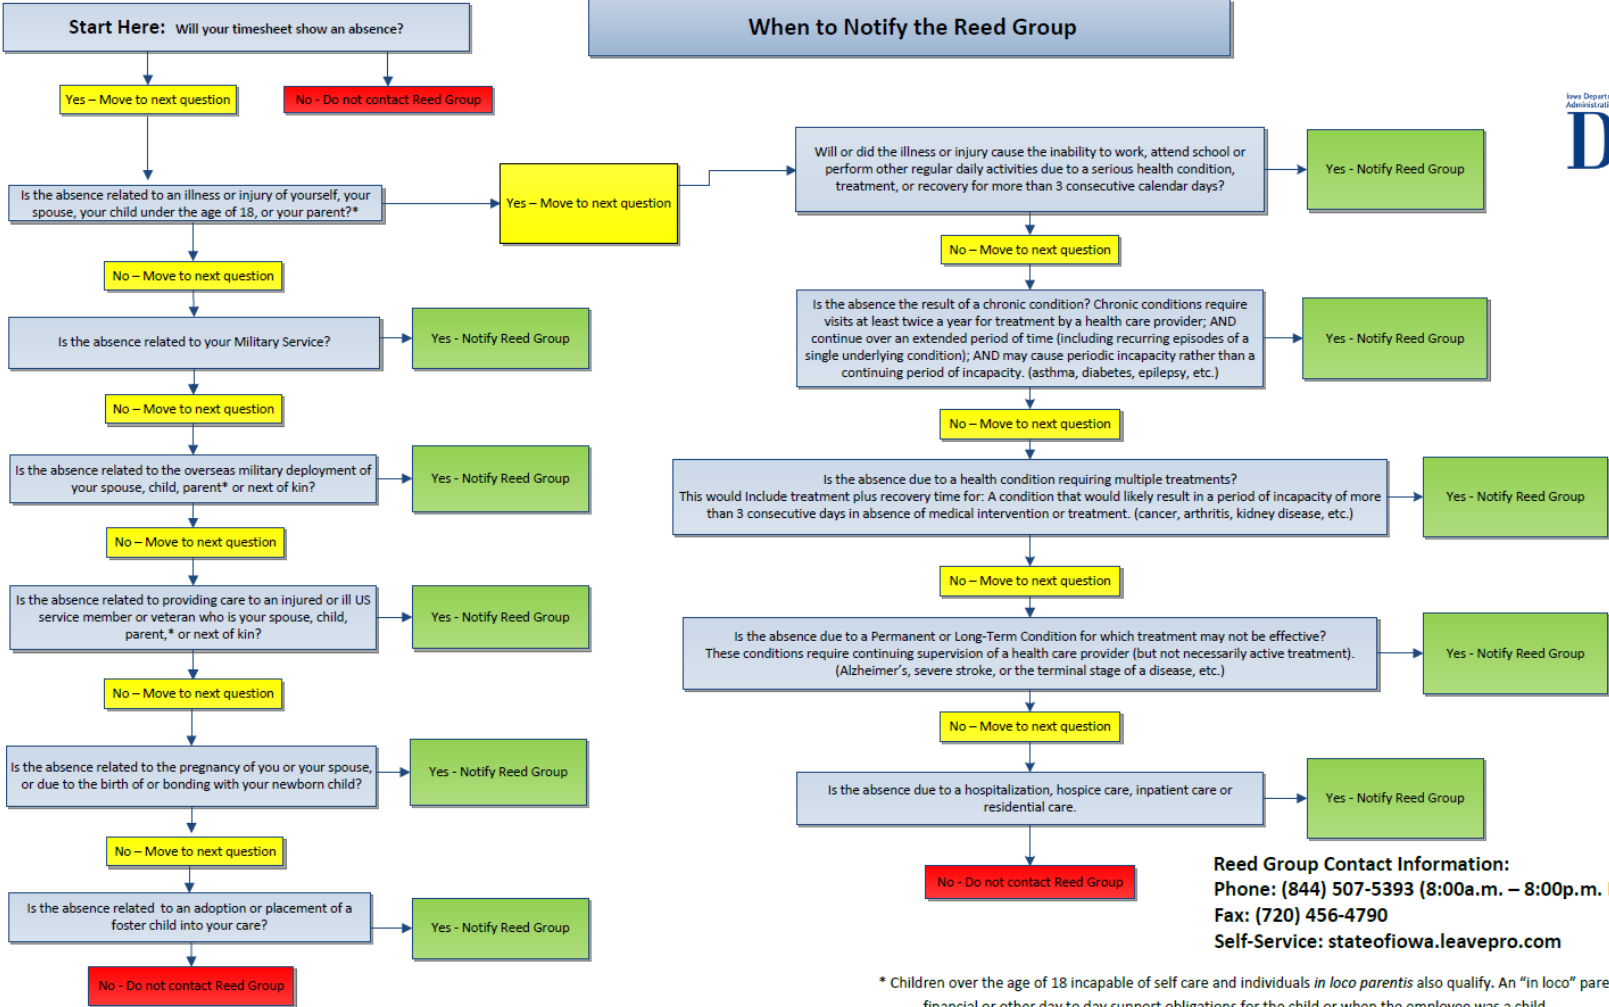 When to Notify the Reed Group
Start Here: Will your timesheet show an absence?
Yes – Move to next question
No - Do not contact Reed Group
Is the absence related to an illness or injury of yourself, your
spouse, your child under the age of 18, or your parent?*
Yes – Move to next question
No – Move to next question
Is the absence related to your Military Service?
Yes - Notify Reed Group
No – Move to next question
Is the absence related to the overseas military deployment of
your spouse, child, parent* or next of kin?
Yes - Notify Reed Group
No – Move to next question
Is the absence related to providing care to an injured or ill US
service member or veteran who is your spouse, child,
parent,* or next of kin?
Yes - Notify Reed Group
No – Move to next question
Is the absence related to the pregnancy of you or your spouse,
or due to the birth of or bonding with your newborn child?
Yes - Notify Reed Group
No – Move to next question
Is the absence related to an adoption or placement of a
foster child into your care?
Yes - Notify Reed Group
No - Do not contact Reed Group
Will or did the illness or injury cause the inability to work, attend school or
perform other regular daily activities due to a serious health condition,
treatment, or recovery for more than 3 consecutive calendar days?
Yes - Notify Reed Group
No – Move to next question
Is the absence the result of a chronic condition? Chronic conditions require
visits at least twice a year for treatment by a health care provider; AND
continue over an extended period of time (including recurring episodes of a
single underlying condition); AND may cause periodic incapacity rather than a
continuing period of incapacity. (asthma, diabetes, epilepsy, etc.)
Yes - Notify Reed Group
No – Move to next question
Is the absence due to a health condition requiring multiple treatments?
This would Include treatment plus recovery time for: A condition that would likely result in a period of incapacity of more
than 3 consecutive days in absence of medical intervention or treatment. (cancer, arthritis, kidney disease, etc.)
Yes - Notify Reed Group
No – Move to next question
Is the absence due to a Permanent or Long-Term Condition for which treatment may not be effective?
These conditions require continuing supervision of a health care provider (but not necessarily active treatment).
(Alzheimer's, severe stroke, or the terminal stage of a disease, etc.)
Yes - Notify Reed Group
No – Move to next question
Is the absence due to a hospitalization, hospice care, inpatient care or
residential care.
Yes - Notify Reed Group
No - Do not contact Reed Group
Iowa
D
Reed Group Contact Information:
Phone: (844) 507-5393 (8:00a.m. – 8:00p.m.
Fax: (720) 456-4790
Self-Service: stateofiowa.leavepro.com
* Children over the age of 18 incapable of self care and individuals in loco parentis also qualify. An “in loco”
financial or other day to day support obligations for the child or when the employee was a child